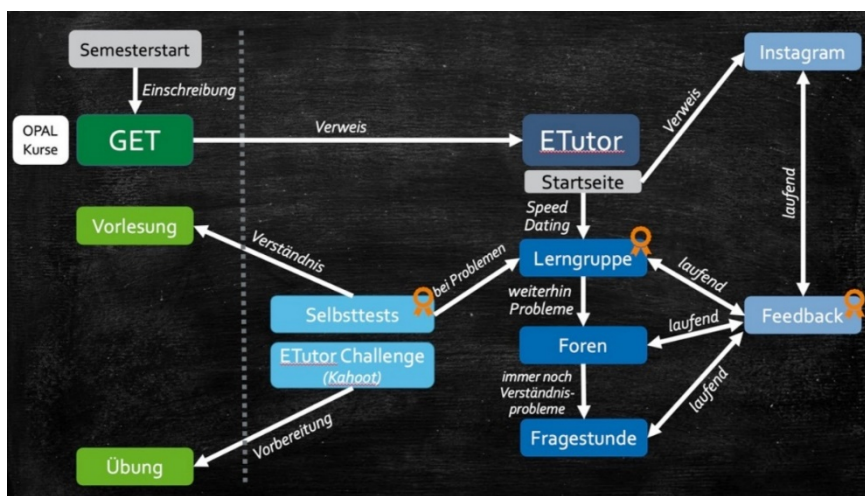 Semesterstart
Einschreibung
OPAL
Kurse
GET
Verweis
ETutor
Startseite
Instagram
Verweis
laufend
Speed
Dating
Vorlesung
Verständnis
bei Problemen
Lerngruppe
laufend
Selbsttests
weiterhin
Probleme
laufend
Feedback
ETutor Challenge
(Kahoot)
Foren
immer noch
Verständnis-
probleme
laufend
Vorbereitung
Fragestunde
Übung